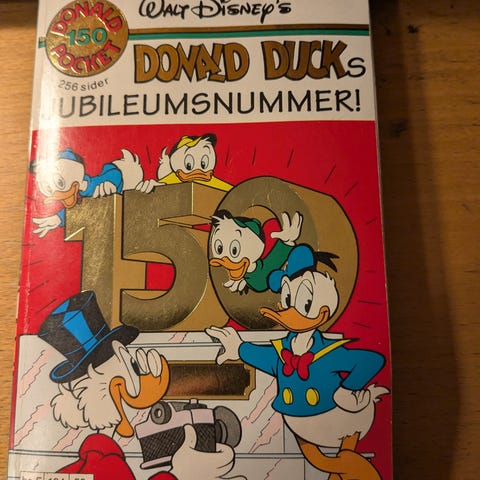 WALT DISNEY'S
DONALD
150
POCKET
256 sider
DONALD DUCKs
JUBILEUMSNUMMER!
150